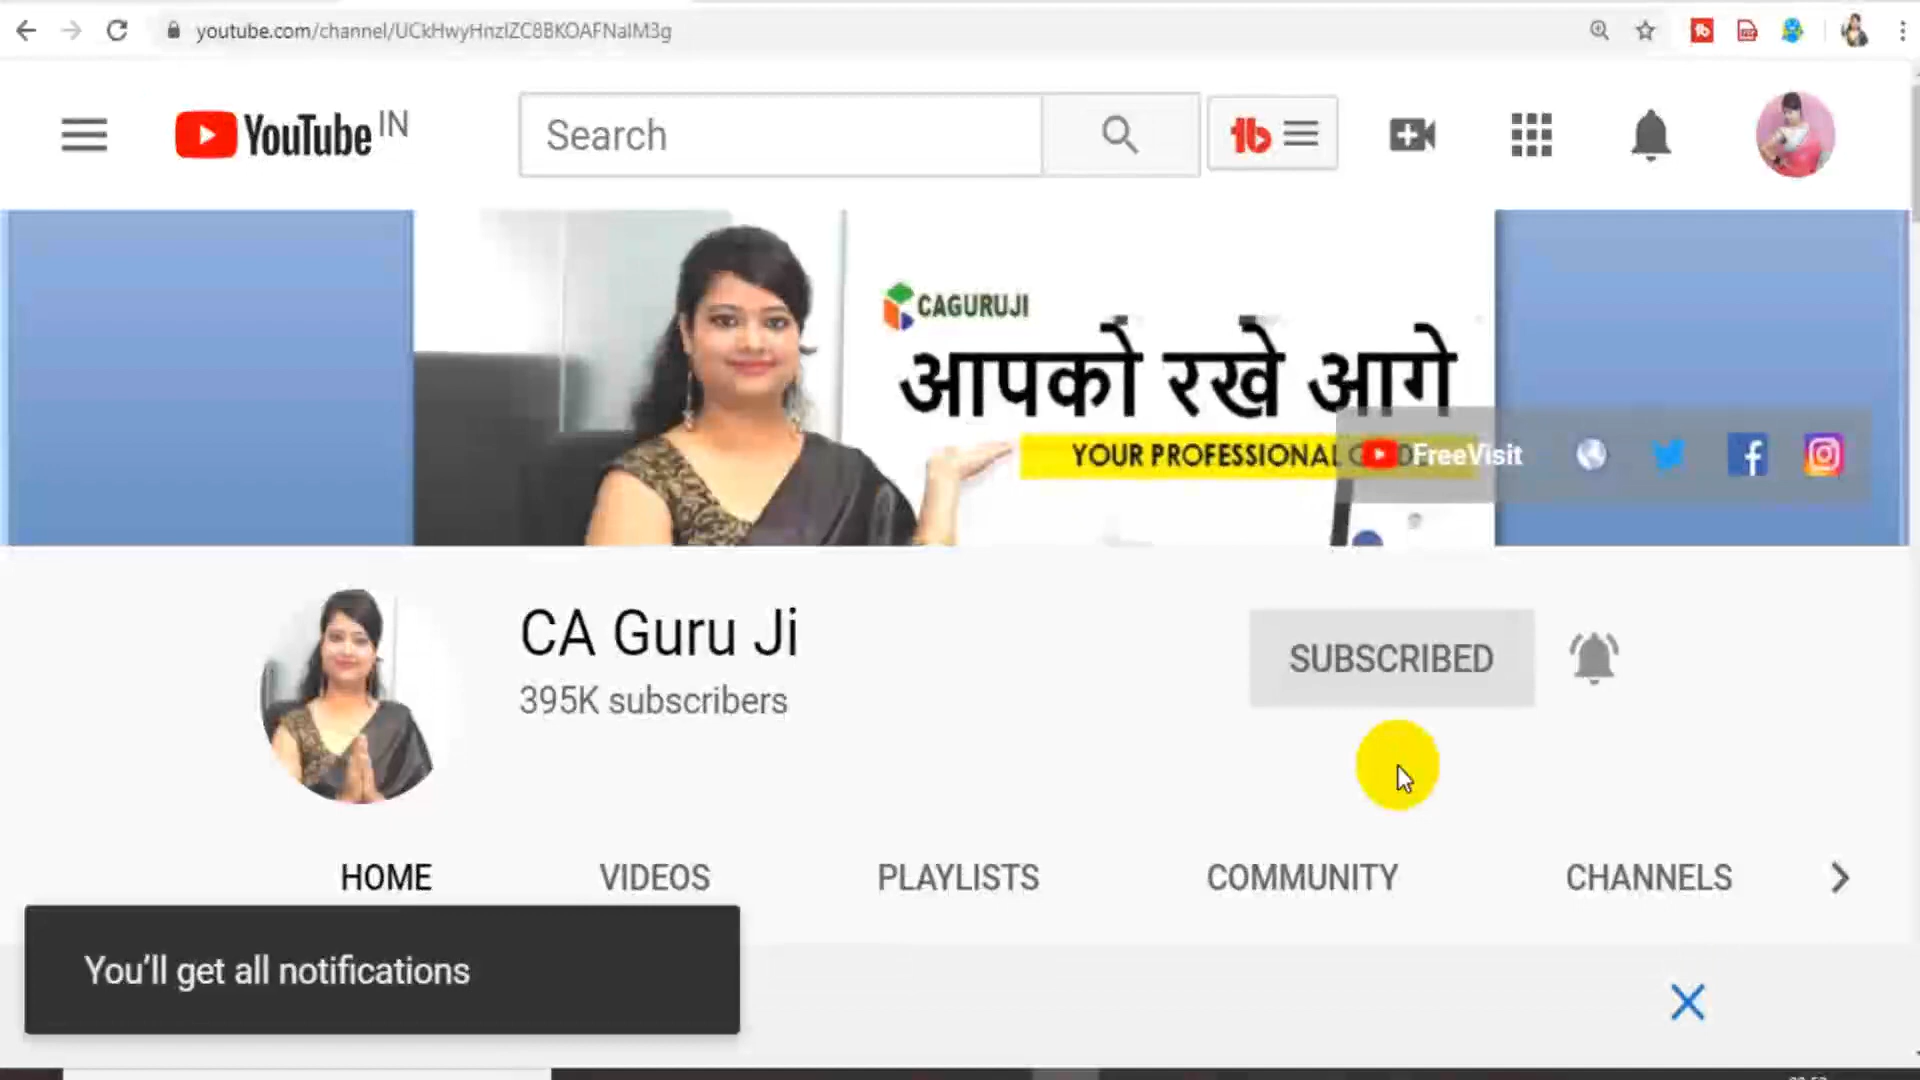 youtube.com/channel/UCkHwyHnzlZC8BKOAFNaIM3g
YouTube IN
Search
CAGURUJI
आपको रखे आगे
YOUR PROFESSIONAL
FreeVisit
CA Guru Ji
395K subscribers
SUBSCRIBED
HOME VIDEOS PLAYLISTS COMMUNITY CHANNELS
You'll get all notifications